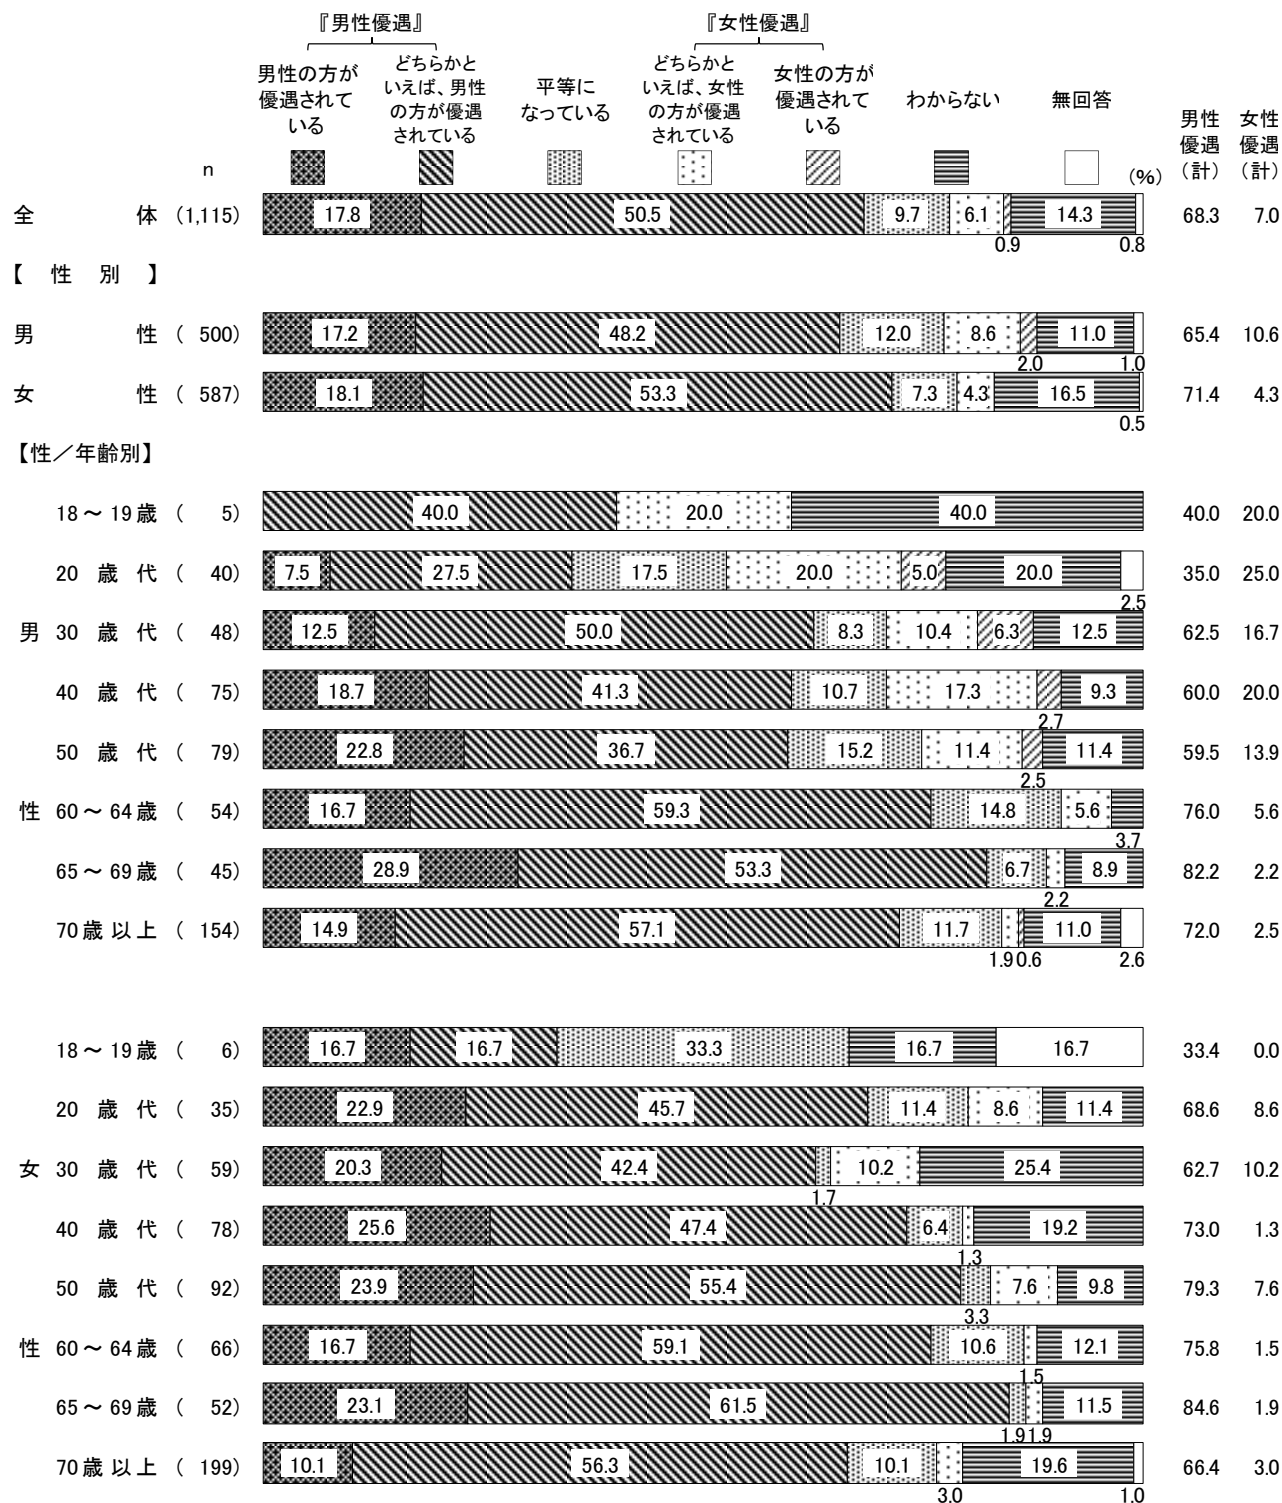 『男性優遇』 『女性優遇』
男性の方が
優遇されて
いる
どちらかと
いえば、男性
の方が優遇
されている
平等に
なっている
どちらかと
いえば、女性
の方が優遇
されている
女性の方が
優遇されて
いる
わからない
無回答
男性
優遇
（計）
女性
優遇
（計）
n
(%)
全体 (1,115) 17.8 50.5 9.7 6.1 14.3 68.3 7.0
0.9 0.8
【性別】
男性 ( 500) 17.2 48.2 12.0 8.6 11.0 65.4 10.6
2.0 1.0
女性 ( 587) 18.1 53.3 7.3 4.3 16.5 71.4 4.3
0.5
【性／年齢別】
18～19歳 ( 5) 40.0 20.0 40.0 40.0 20.0
20歳代 ( 40) 7.5 27.5 17.5 20.0 5.0 20.0 35.0 25.0
2.5
男 30歳代 ( 48) 12.5 50.0 8.3 10.4 6.3 12.5 62.5 16.7
40歳代 ( 75) 18.7 41.3 10.7 17.3 9.3 60.0 20.0
2.7
50歳代 ( 79) 22.8 36.7 15.2 11.4 11.4 59.5 13.9
2.5
性 60～64歳 ( 54) 16.7 59.3 14.8 5.6 76.0 5.6
3.7
65～69歳 ( 45) 28.9 53.3 6.7 8.9 82.2 2.2
2.2
70歳以上 ( 154) 14.9 57.1 11.7 11.0 72.0 2.5
1.9 0.6 2.6
18～19歳 ( 6) 16.7 16.7 33.3 16.7 16.7 33.4 0.0
20歳代 ( 35) 22.9 45.7 11.4 8.6 11.4 68.6 8.6
女 30歳代 ( 59) 20.3 42.4 10.2 25.4 62.7 10.2
1.7
40歳代 ( 78) 25.6 47.4 6.4 19.2 73.0 1.3
1.3
50歳代 ( 92) 23.9 55.4 7.6 9.8 79.3 7.6
3.3
性 60～64歳 ( 66) 16.7 59.1 10.6 12.1 75.8 1.5
1.5
65～69歳 ( 52) 23.1 61.5 11.5 84.6 1.9
1.9 1.9
70歳以上 ( 199) 10.1 56.3 10.1 19.6 66.4 3.0
3.0 1.0